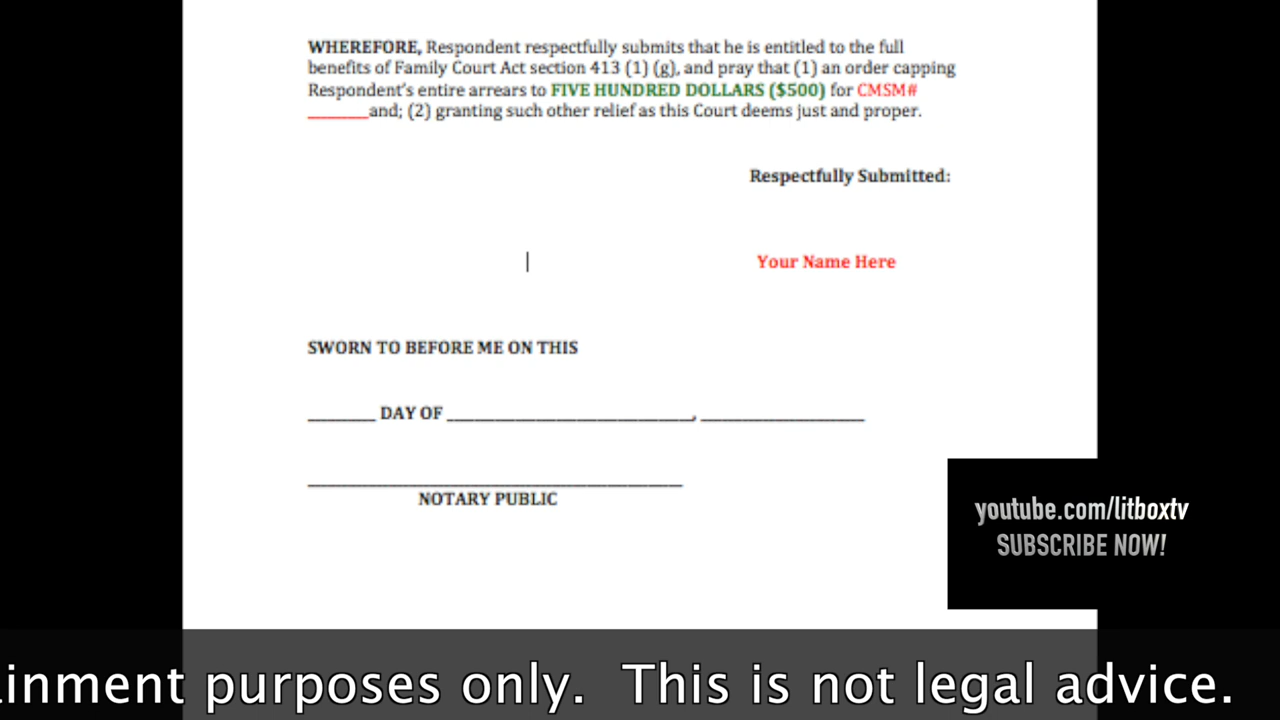 WHEREFORE, Respondent respectfully submits that he is entitled to the full
benefits of Family Court Act section 413 (1) (g), and pray that (1) an order capping
Respondent's entire arrears to FIVE HUNDRED DOLLARS ($500) for CMSM#
________and; (2) granting such other relief as this Court deems just and proper.
Respectfully Submitted:
Your Name Here
SWORN TO BEFORE ME ON THIS
_________ DAY OF _________________________________, ______________________
NOTARY PUBLIC
youtube.com/litboxtv
SUBSCRIBE NOW!
purposes only. This is not legal advice.